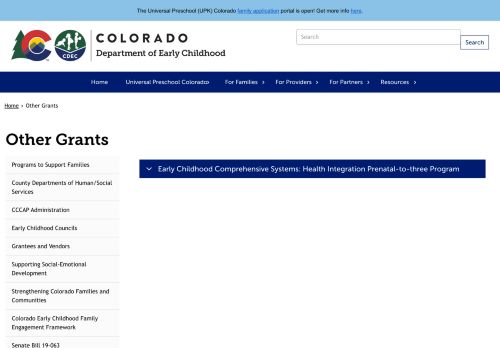 The Universal Preschool (UPK) Colorado family application portal is open! Get more info here.
COLORADO
Department of Early Childhood
CDEC
Search
Search
Home
Universal Preschool Colorado
For Families
For Providers
For Partners
Resources
Home › Other Grants
Other Grants
Programs to Support Families
Early Childhood Comprehensive Systems: Health Integration Prenatal-to-three Program
County Departments of Human/Social
Services
CCCAP Administration
Early Childhood Councils
Grantees and Vendors
Supporting Social-Emotional
Development
Strengthening Colorado Families and
Communities
Colorado Early Childhood Family
Engagement Framework
Senate Bill 19-063